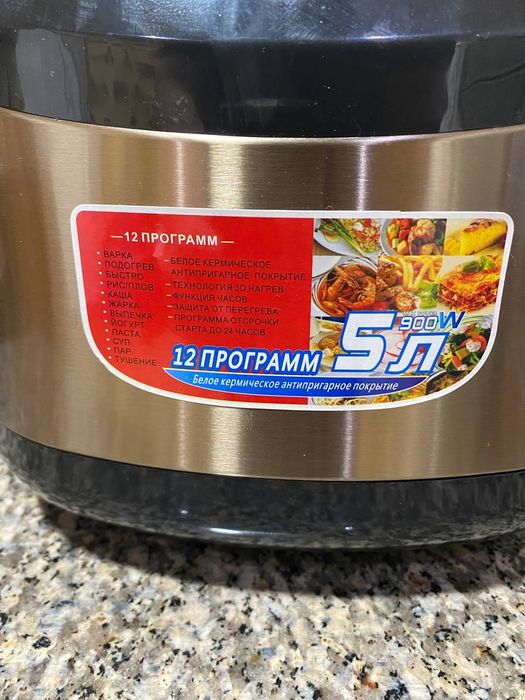 —12 ПРОГРАММ—
• ВАРКА
• ПОДОГРЕВ
• БЫСТРО
• РИС/ПЛОВ
• КАША
• ЖАРКА
• ВЫПЕЧКА
• ЙОГУРТ
• ПАСТА
• СУП
• ПАР
• ТУШЕНИЕ
–БЕЛОЕ КЕРМИЧЕСКОЕ
АНТИПРИГАРНОЕ ПОКРЫТИЕ
–ТЕХНОЛОГИЯ 3D НАГРЕВ
–ФУНКЦИЯ ЧАСОВ
–ЗАЩИТА ОТ ПЕРЕГРЕВА
–ПРОГРАММА ОТСРОЧКИ
СТАРТА ДО 24 ЧАСОВ
12 ПРОГРАММ
5Л
900W
Белое кермическое антипригарное покрытие